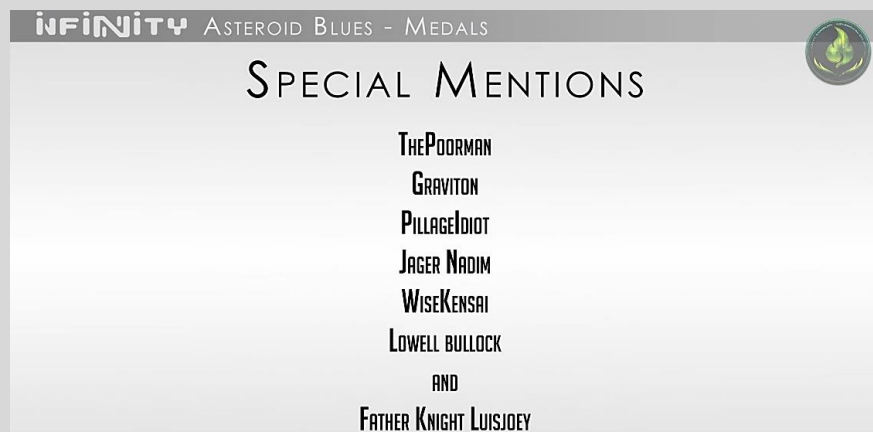 iNFiNiTY Asteroid Blues - Medals
Special Mentions
ThePoorman
Graviton
PillageIdiot
Jager Nadim
WiseKensai
Lowell bullock
and
Father Knight Luisjoey